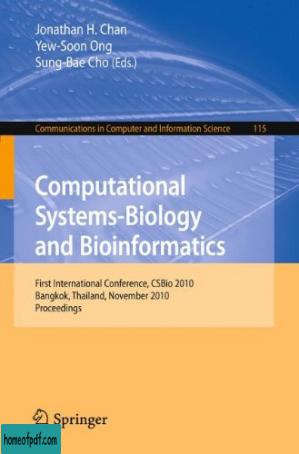 Jonathan H. Chan
Yew-Soon Ong
Sung-Bae Cho (Eds.)
Communications in Computer and Information Science 115
Computational
Systems-Biology
and Bioinformatics
First International Conference, CSBio 2010
Bangkok, Thailand, November 2010
Proceedings
Springer
homeofpdf.com